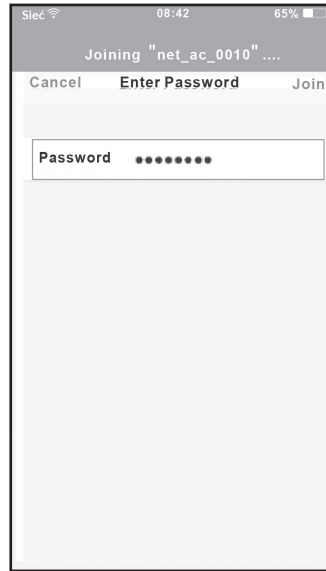 Sieć 08:42 65%
Joining "net_ac_0010" ....
Cancel Enter Password Join
Password ●●●●●●●●